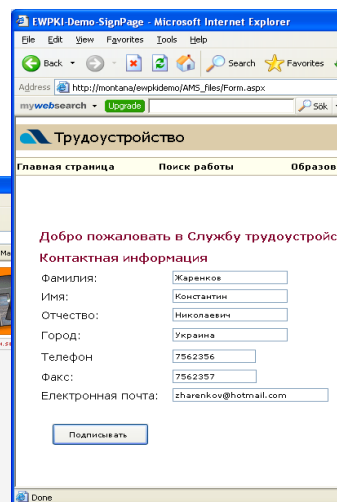 EWPKI-Demo-SignPage - Microsoft Internet Explorer
File Edit View Favorites Tools Help
Back Search Favorites
Address http://montana/ewpkidemo/AMS_files/Form.aspx
mywebsearch Upgrade Sök
Трудоустройство
Главная страница Поиск работы Образов
Добро пожаловать в Службу трудоустройс
Контактная информация
Фамилия: Жаренков
Имя: Константин
Отчество: Николаевич
Город: Украина
Телефон 7562356
Факс: 7562357
Електронная почта: zharenkov@hotmail.com
Подписывать
Done